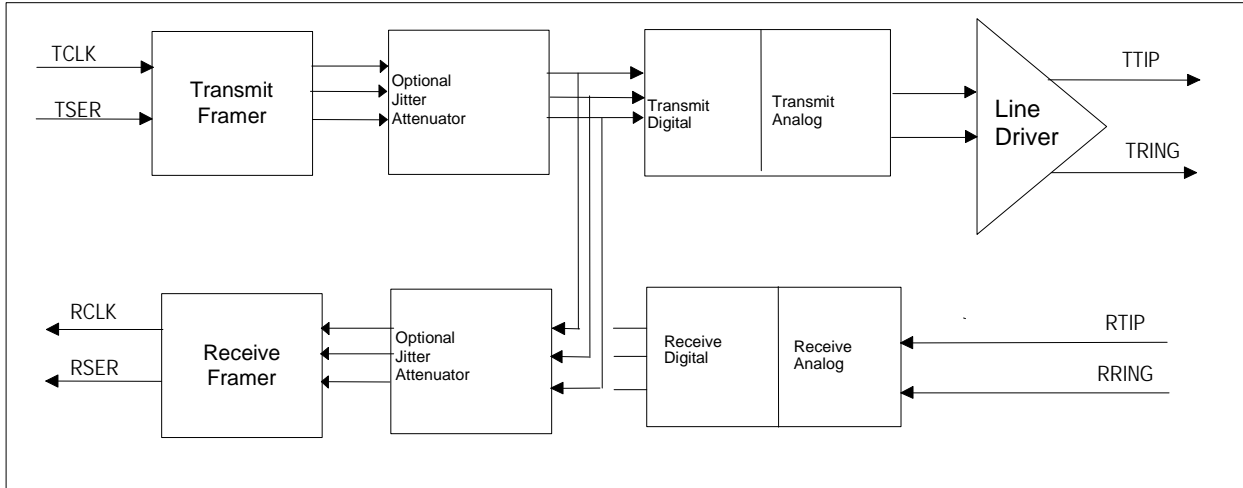 TCLK
TSER
Transmit
Framer
Optional
Jitter
Attenuator
Transmit
Digital
Transmit
Analog
Line
Driver
TTIP
TRING
RCLK
RSER
Receive
Framer
Optional
Jitter
Attenuator
Receive
Digital
Receive
Analog
RTIP
RRING